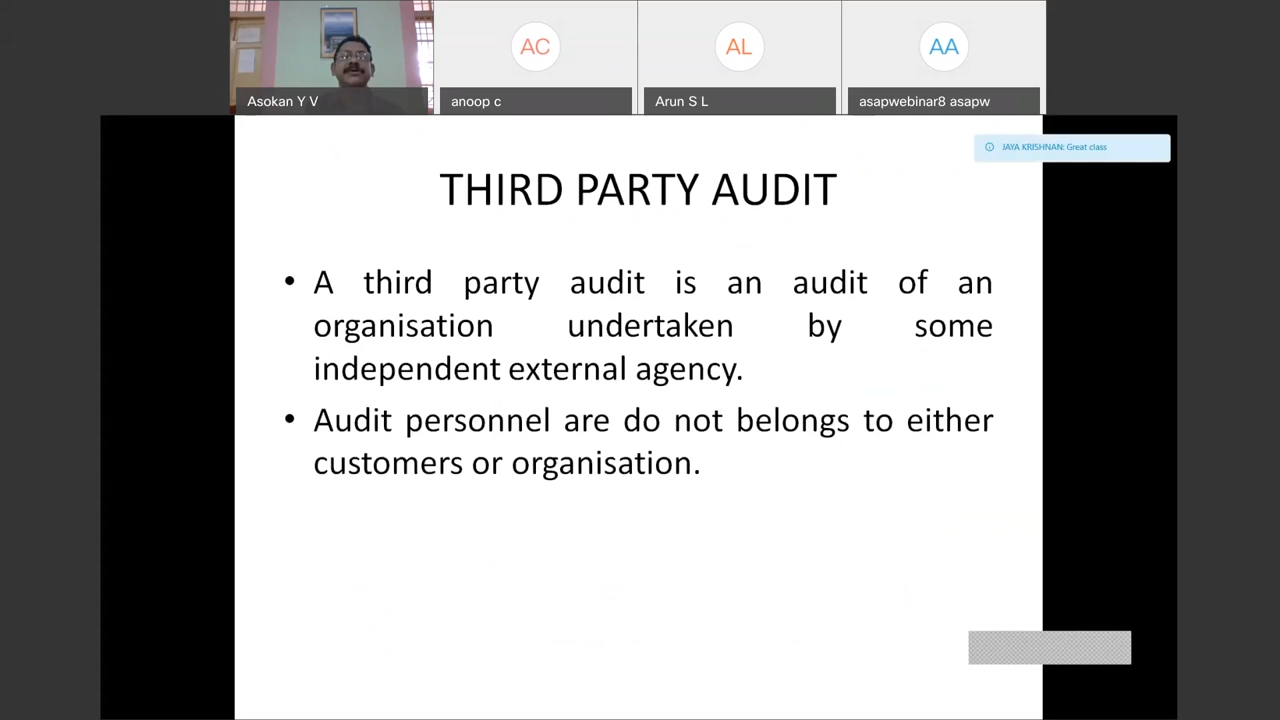 AC
AL
AA
Asokan Y V
anoop c
Arun S L
asapwebinar8 asapw
JAYA KRISHNAN: Great class
THIRD PARTY AUDIT
• A third party audit is an audit of an
organisation undertaken by some
independent external agency.
• Audit personnel are do not belongs to either
customers or organisation.